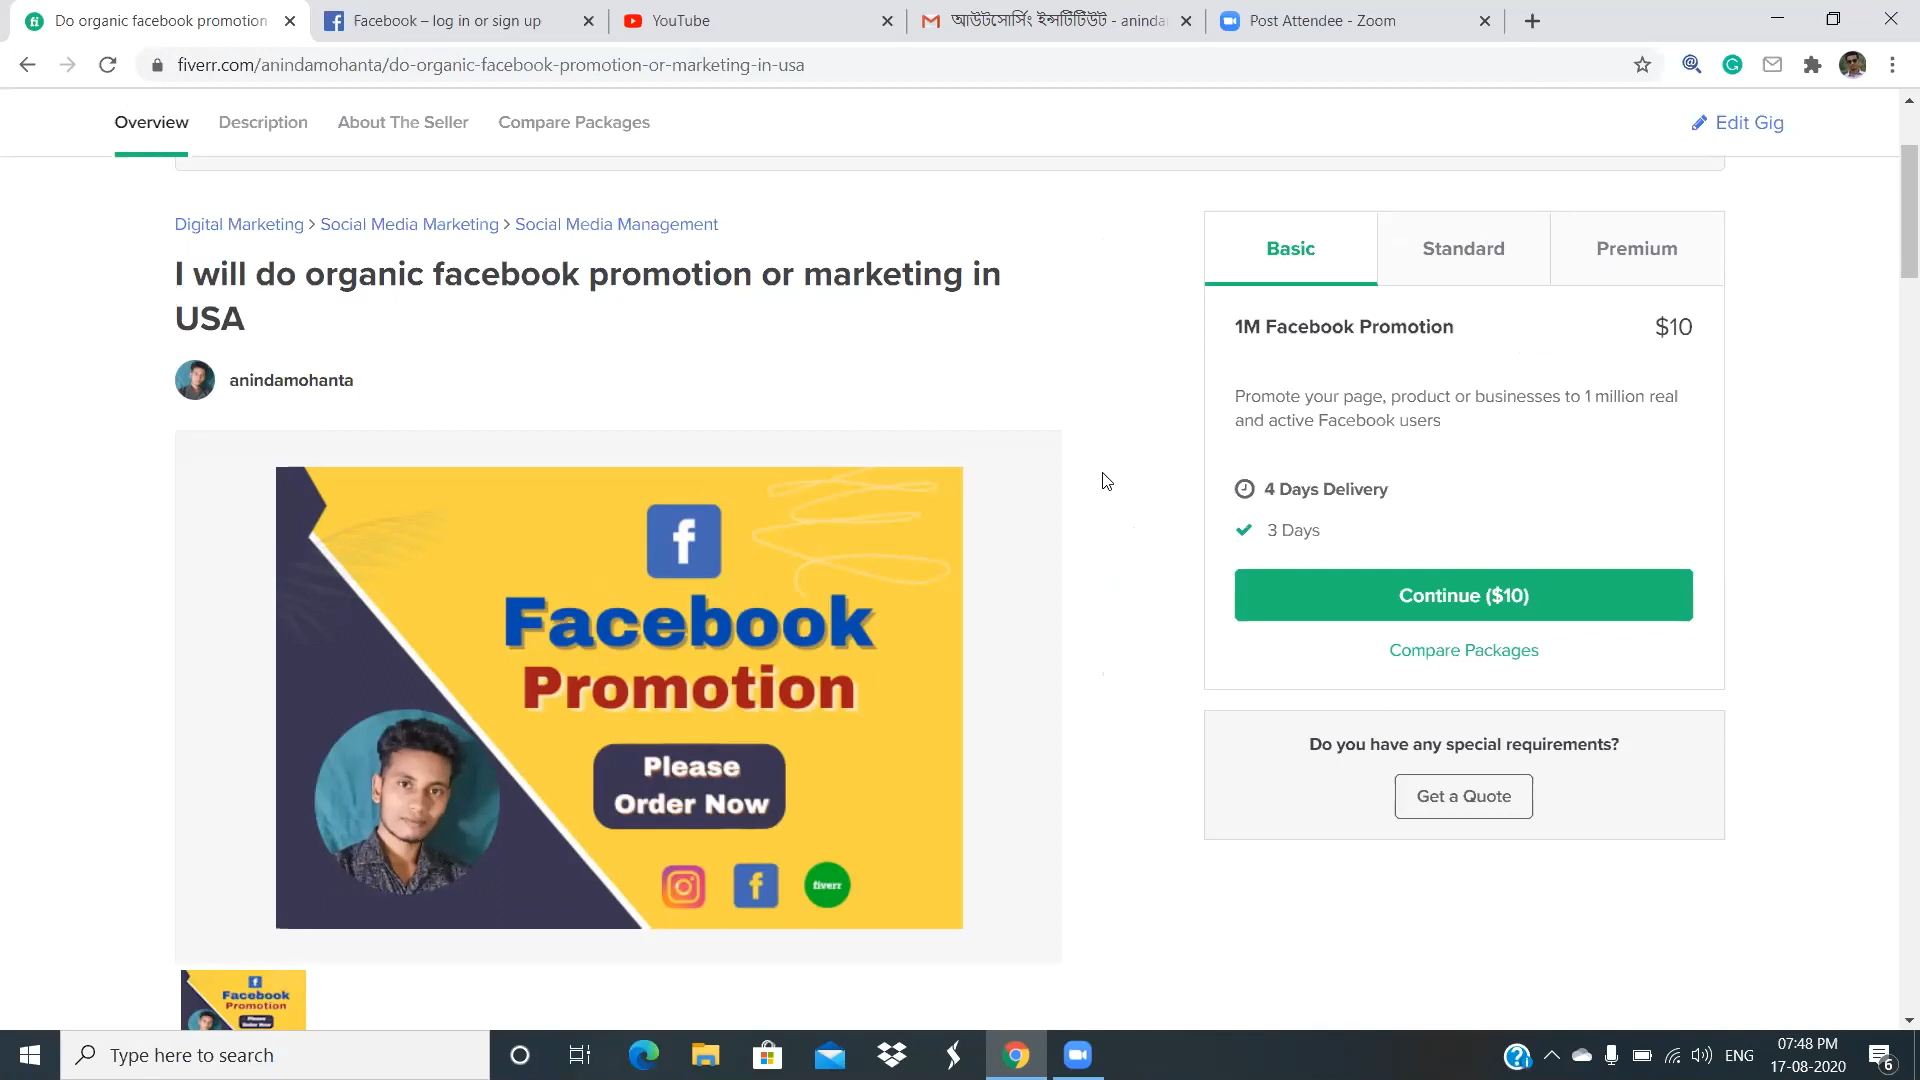 Do organic facebook promotion
Facebook – log in or sign up
YouTube
আউটসোর্সিং ইন্সটিটিউট - aninda
Post Attendee - Zoom
fiverr.com/anindamohanta/do-organic-facebook-promotion-or-marketing-in-usa
Overview
Description
About The Seller
Compare Packages
Edit Gig
Digital Marketing > Social Media Marketing > Social Media Management
I will do organic facebook promotion or marketing in
USA
anindamohanta
Facebook
Promotion
Please
Order Now
fiverr
Facebook
Promotion
Please
Order Now
Basic
Standard
Premium
1M Facebook Promotion
$10
Promote your page, product or businesses to 1 million real
and active Facebook users
4 Days Delivery
3 Days
Continue ($10)
Compare Packages
Do you have any special requirements?
Get a Quote
Type here to search
ENG
07:48 PM
17-08-2020
6